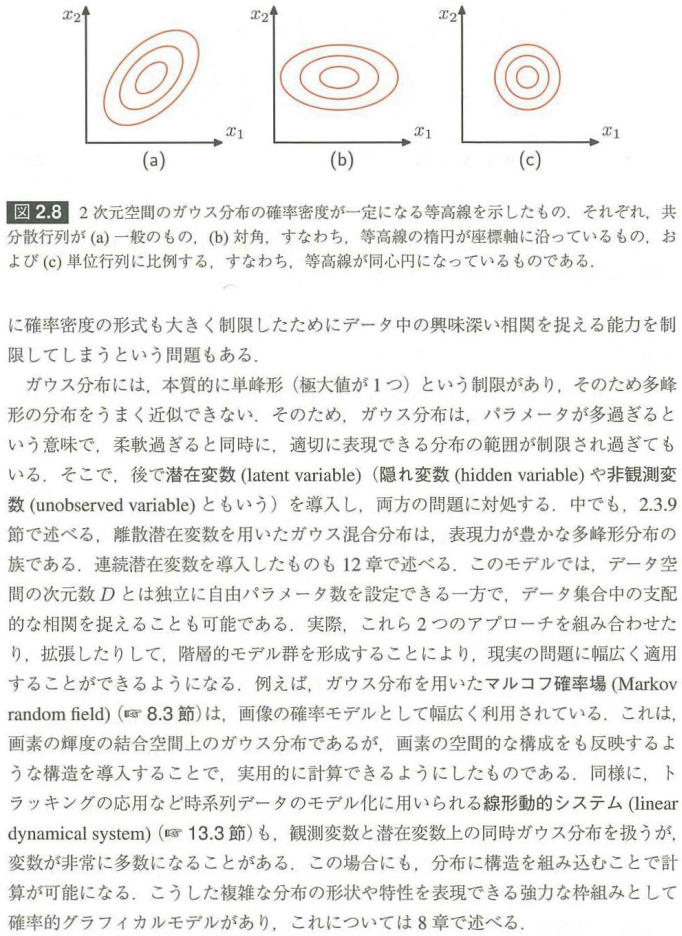 x₂
x₂
x₂
x₁
x₁
x₁
(a)
(b)
(c)
図 2.8 2 次元空間のガウス分布の確率密度が一定になる等高線を示したもの．それぞれ，共
分散行列が (a) 一般のもの，(b) 対角，すなわち，等高線の楕円が座標軸に沿っているもの，お
よび (c) 単位行列に比例する，すなわち，等高線が同心円になっているものである．
に確率密度の形式も大きく制限したためにデータ中の興味深い相関を捉える能力を制
限してしまうという問題もある．
ガウス分布には，本質的に単峰形（極大値が 1 つ）という制限があり，そのため多峰
形の分布をうまく近似できない．そのため，ガウス分布は，パラメータが多過ぎると
いう意味で，柔軟過ぎると同時に，適切に表現できる分布の範囲が制限され過ぎても
いる．そこで，後で潜在変数 (latent variable)（隠れ変数 (hidden variable) や非観測変
数 (unobserved variable) ともいう）を導入し，両方の問題に対処する．中でも，2.3.9
節で述べる，離散潜在変数を用いたガウス混合分布は，表現力が豊かな多峰形分布の
族である．連続潜在変数を導入したものも 12 章で述べる．このモデルでは，データ空
間の次元数 D とは独立に自由パラメータ数を設定できる一方で，データ集合中の支配
的な相関を捉えることも可能である．実際，これら 2 つのアプローチを組み合わせた
り，拡張したりして，階層的モデル群を形成することにより，現実の問題に幅広く適用
することができるようになる．例えば，ガウス分布を用いたマルコフ確率場 (Markov
random field) (☞ 8.3 節)は，画像の確率モデルとして幅広く利用されている．これは，
画素の輝度の結合空間上のガウス分布であるが，画素の空間的な構成をも反映するよ
うな構造を導入することで，実用的に計算できるようにしたものである．同様に，ト
ラッキングの応用など時系列データのモデル化に用いられる線形動的システム (linear
dynamical system) (☞ 13.3 節)も，観測変数と潜在変数上の同時ガウス分布を扱うが，
変数が非常に多数になることがある．この場合にも，分布に構造を組み込むことで計
算が可能になる．こうした複雑な分布の形状や特性を表現できる強力な枠組みとして
確率的グラフィカルモデルがあり，これについては 8 章で述べる．